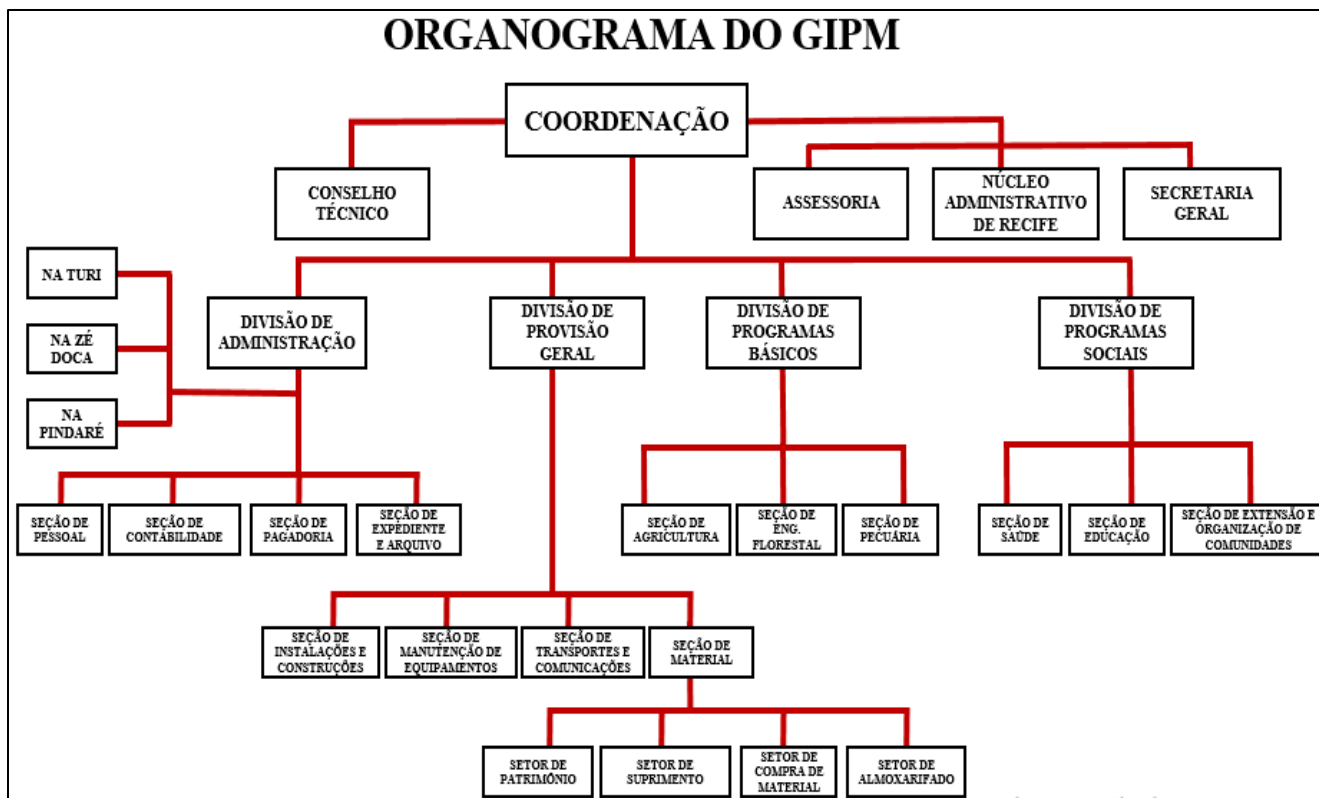 ORGANOGRAMA DO GIPM
COORDENAÇÃO
CONSELHO
TÉCNICO
ASSESSORIA
NÚCLEO
ADMINISTRATIVO
DE RECIFE
SECRETARIA
GERAL
NA TURI
NA ZÉ
DOCA
NA
PINDARÉ
DIVISÃO DE
ADMINISTRAÇÃO
DIVISÃO DE
PROVISÃO
GERAL
DIVISÃO DE
PROGRAMAS
BÁSICOS
DIVISÃO DE
PROGRAMAS
SOCIAIS
SEÇÃO DE
PESSOAL
SEÇÃO DE
CONTABILIDADE
SEÇÃO DE
PAGADORIA
SEÇÃO DE
EXPEDIENTE
E ARQUIVO
SEÇÃO DE
AGRICULTURA
SEÇÃO DE
ENG.
FLORESTAL
SEÇÃO DE
PECUÁRIA
SEÇÃO DE
SAÚDE
SEÇÃO DE
EDUCAÇÃO
SEÇÃO DE EXTENSÃO E
ORGANIZAÇÃO DE
COMUNIDADES
SEÇÃO DE
INSTALAÇÕES E
CONSTRUÇÕES
SEÇÃO DE
MANUTENÇÃO DE
EQUIPAMENTOS
SEÇÃO DE
TRANSPORTES E
COMUNICAÇÕES
SEÇÃO DE
MATERIAL
SETOR DE
PATRIMÔNIO
SETOR DE
SUPRIMENTO
SETOR DE
COMPRA DE
MATERIAL
SETOR DE
ALMOXARIFADO